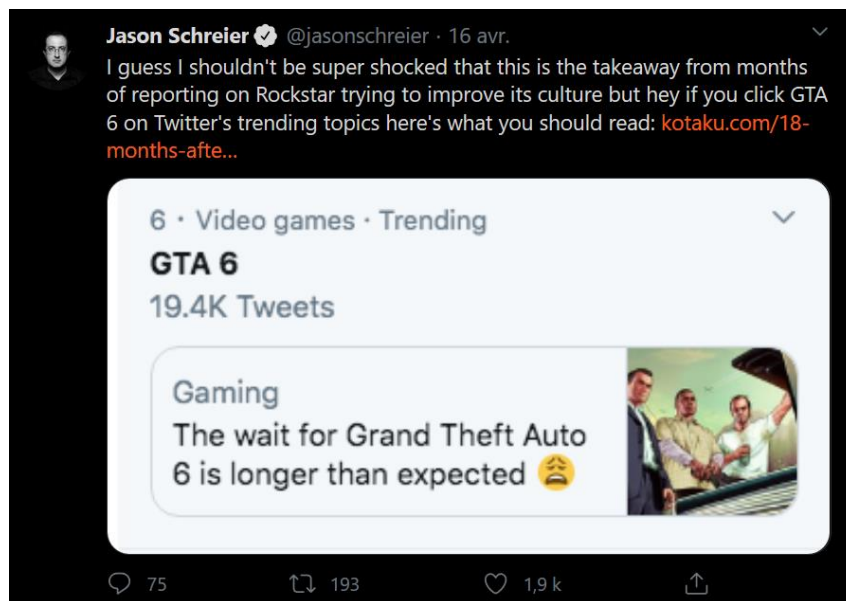 Jason Schreier @jasonschreier · 16 avr.
I guess I shouldn't be super shocked that this is the takeaway from months
of reporting on Rockstar trying to improve its culture but hey if you click GTA
6 on Twitter's trending topics here's what you should read: kotaku.com/18-
months-afte...
6 · Video games · Trending
GTA 6
19.4K Tweets
Gaming
The wait for Grand Theft Auto
6 is longer than expected 😩
75 193 1,9 k